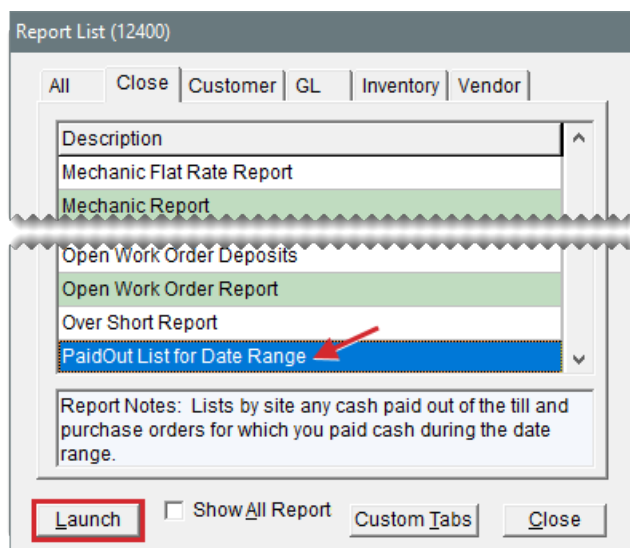 Report List (12400)
All Close Customer GL Inventory Vendor
Description
Mechanic Flat Rate Report
Mechanic Report
Open Work Order Deposits
Open Work Order Report
Over Short Report
PaidOut List for Date Range
Report Notes: Lists by site any cash paid out of the till and
purchase orders for which you paid cash during the date
range.
Launch Show All Report Custom Tabs Close